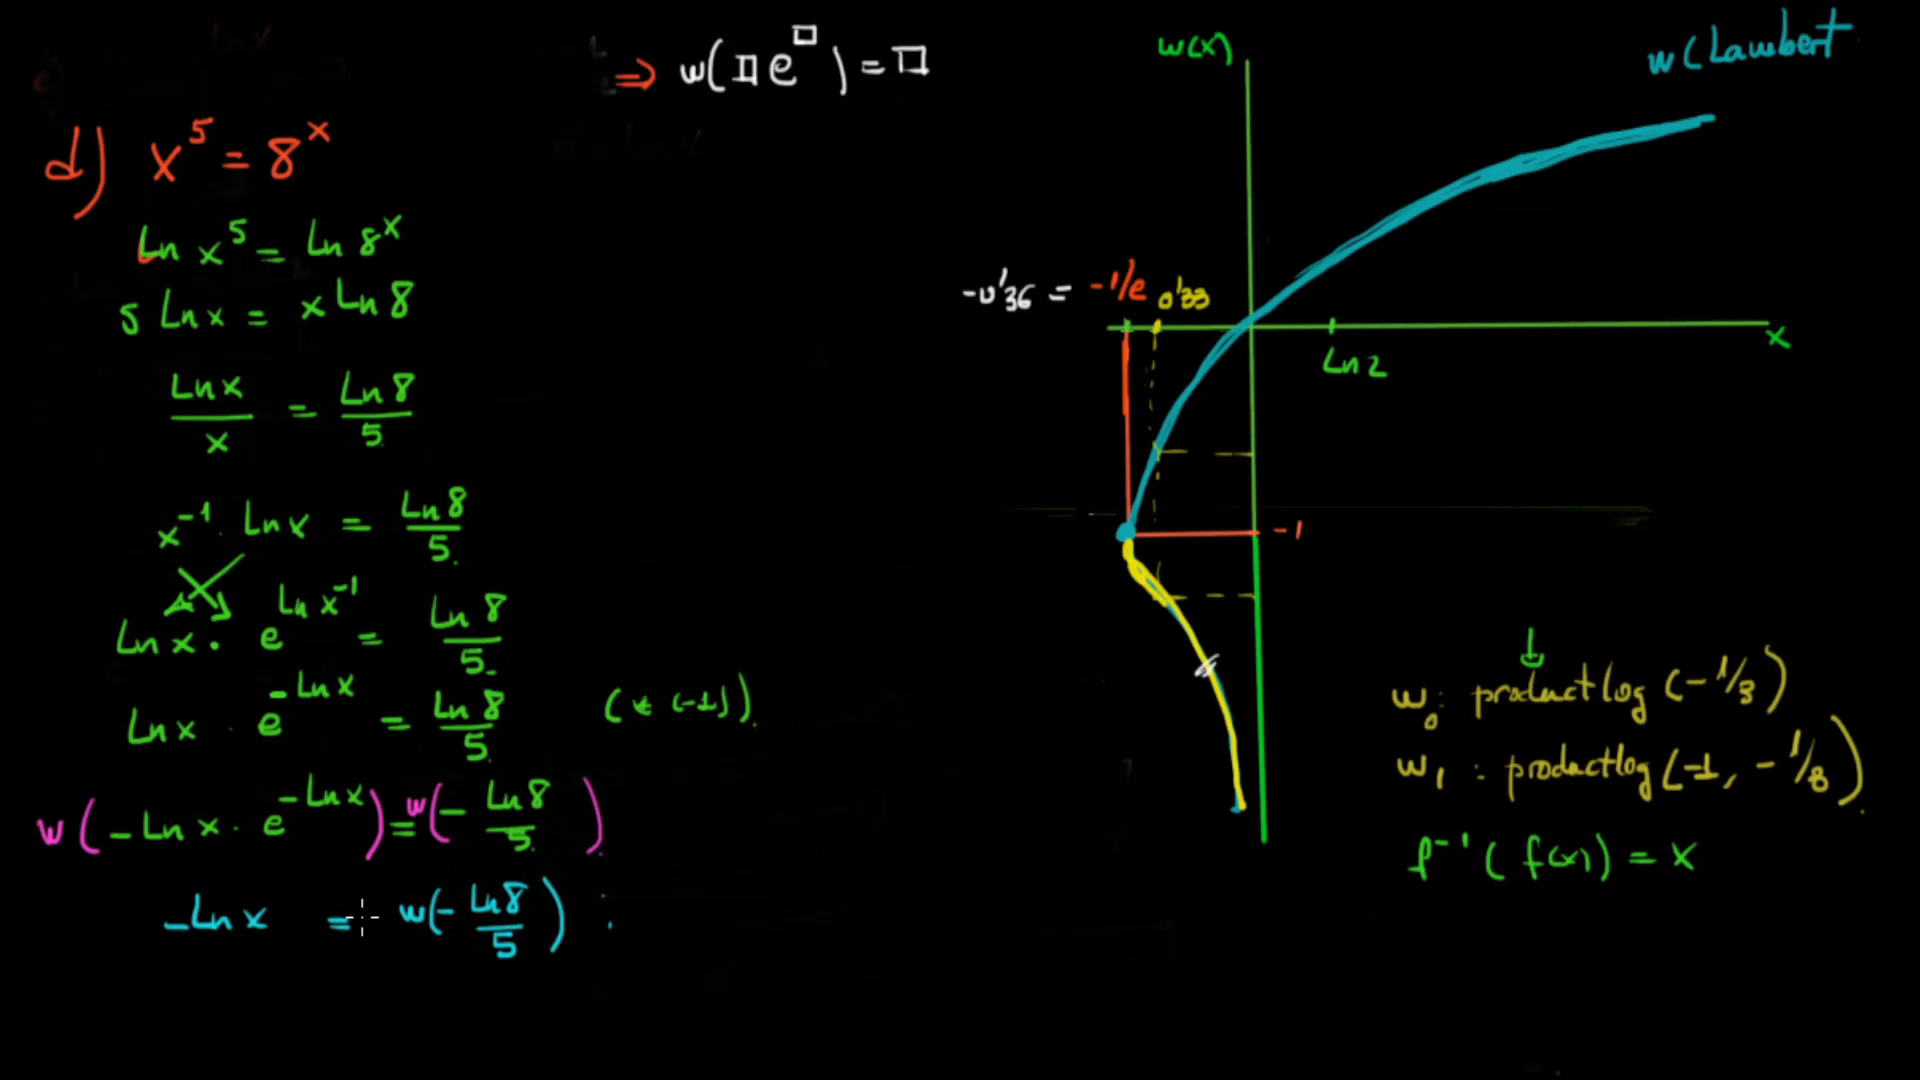 ⇒ w(□e^□) = □
d) x^5 = 8^x
Ln x^5 = Ln 8^x
5 Ln x = x Ln 8
Ln x / x = Ln 8 / 5
x^-1 · Ln x = Ln 8 / 5.
Ln x · e^(Ln x^-1) = Ln 8 / 5.
Ln x · e^(-Ln x) = Ln 8 / 5. (* (-1)).
w(-Ln x · e^(-Ln x)) = w(- Ln 8 / 5.)
-Ln x = w(- Ln 8 / 5) :
w(x)
w(Lambert
-0'36 = -1/e
0'33
x
Ln 2
-1
w0: productlog (-1/3)
w1 : productlog (-1, -1/8).
f^-1 ( f(x)) = x